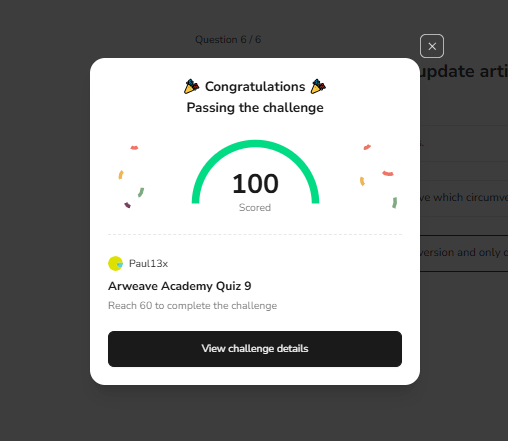 Question 6 / 6
update arti
Congratulations
Passing the challenge
100
Scored
ve which circumve
version and only o
Paul13x
Arweave Academy Quiz 9
Reach 60 to complete the challenge
View challenge details